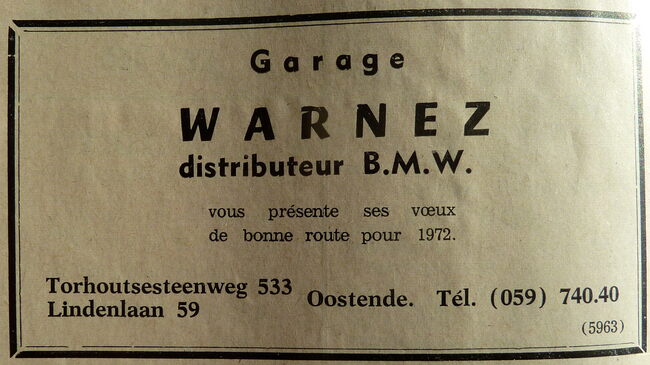 Garage
WARNEZ
distributeur B.M.W.
vous présente ses vœux
de bonne route pour 1972.
Torhoutsesteenweg 533
Lindenlaan 59
Oostende. Tél. (059) 740.40
(5963)